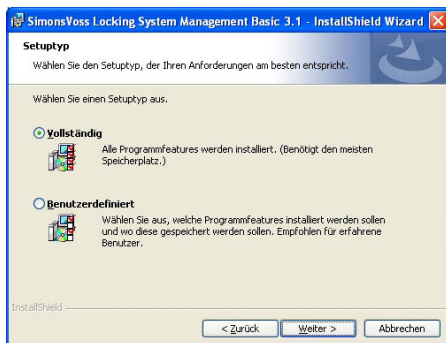 SimonsVoss Locking System Management Basic 3.1 - InstallShield Wizard
Setuptyp
Wählen Sie den Setuptyp, der Ihren Anforderungen am besten entspricht.
Wählen Sie einen Setuptyp aus.
Vollständig
Alle Programmfeatures werden installiert. (Benötigt den meisten
Speicherplatz.)
Benutzerdefiniert
Wählen Sie aus, welche Programmfeatures installiert werden sollen
und wo diese gespeichert werden sollen. Empfohlen für erfahrene
Benutzer.
InstallShield
< Zurück Weiter > Abbrechen